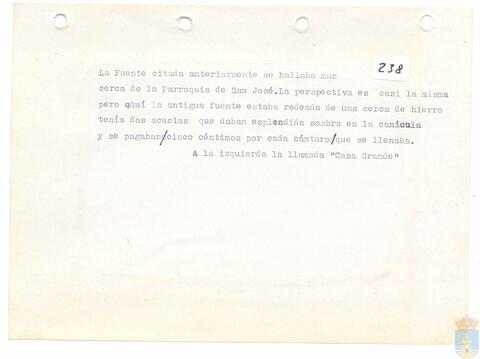 238
La Fuente citada anteriormente se hallaba mas
cerca de la Parroquia de San José.La perspectiva es casi la misma
pero aquí la antigua fuente estaba rodeada de una cerca de hierro
tenía dos acacias que daban esplendida sombra en la canícula
y se pagaban/cinco céntimos por cada cántaro/que se llenaba.
A la izquierda la llamada "Casa Grande"